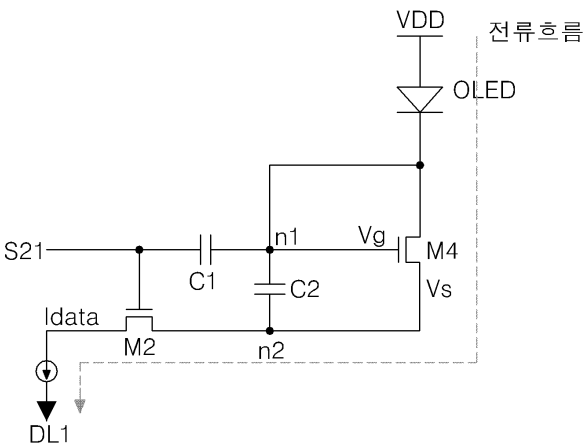 VDD
전류흐름
OLED
n1
Vg
S21
M4
C1
C2
Vs
Idata
M2
n2
DL1